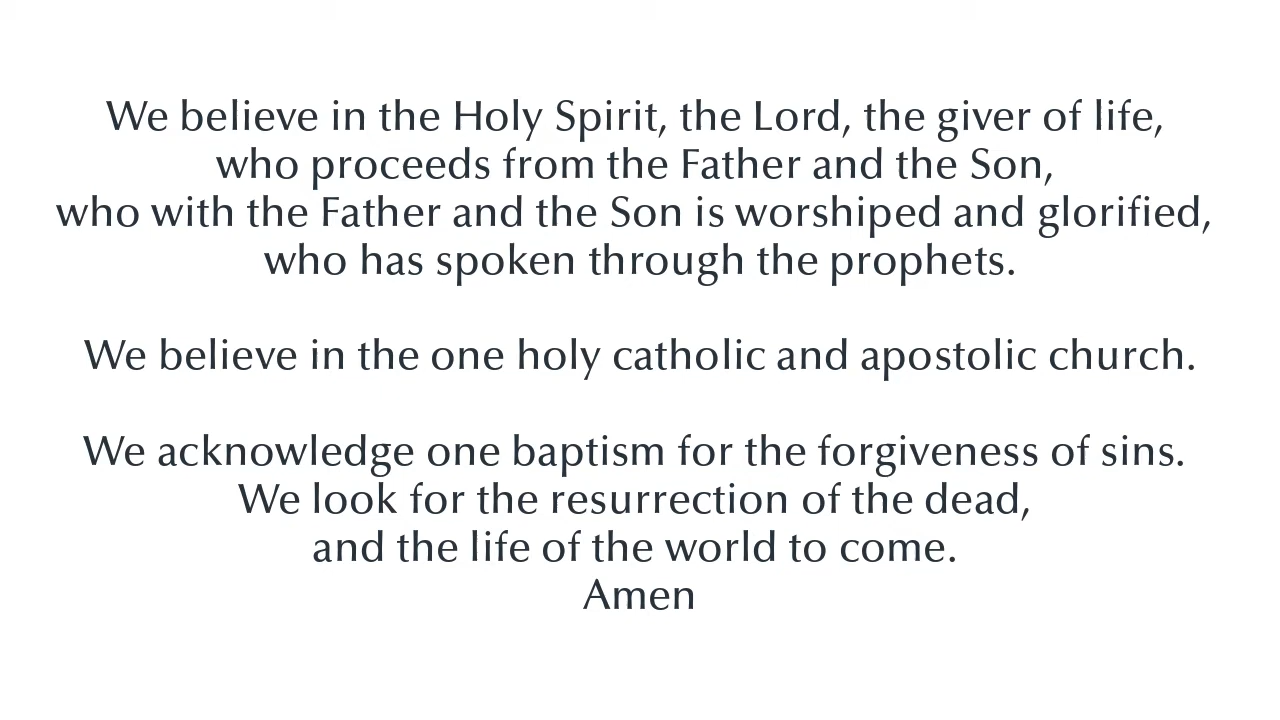 We believe in the Holy Spirit, the Lord, the giver of life,
who proceeds from the Father and the Son,
who with the Father and the Son is worshiped and glorified,
who has spoken through the prophets.
We believe in the one holy catholic and apostolic church.
We acknowledge one baptism for the forgiveness of sins.
We look for the resurrection of the dead,
and the life of the world to come.
Amen